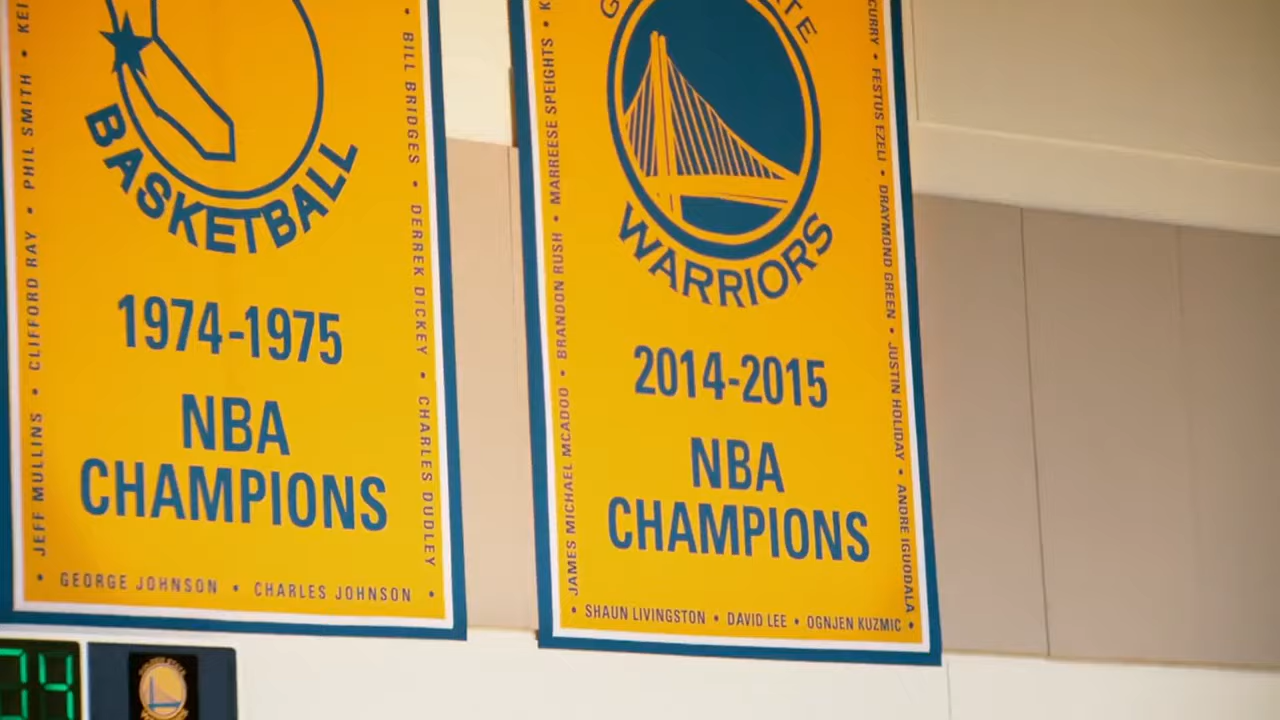 BASKETBALL
1974-1975
NBA
CHAMPIONS
JEFF MULLINS • CLIFFORD RAY • PHIL SMITH •
• BILL BRIDGES • DERREK DICKEY • CHARLES DUDLEY
• GEORGE JOHNSON • CHARLES JOHNSON •
WARRIORS
2014-2015
NBA
CHAMPIONS
JAMES MICHAEL MCADOO • BRANDON RUSH • MARREESE SPEIGHTS •
CURRY • FESTUS EZELI • DRAYMOND GREEN • JUSTIN HOLIDAY • ANDRE IGUODALA
• SHAUN LIVINGSTON • DAVID LEE • OGNJEN KUZMIC •